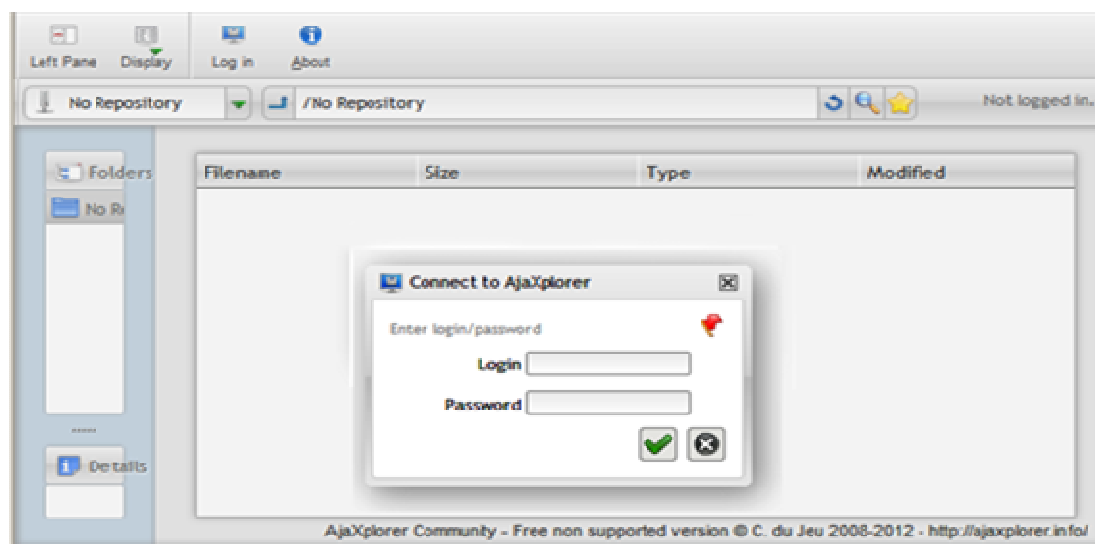 Left Pane Display Log in About
No Repository /No Repository Not logged in.
Folders Filename Size Type Modified
No Re
Connect to AjaXplorer
Enter login/password
Login
Password
Details
AjaXplorer Community - Free non supported version © C. du Jeu 2008-2012 - http://ajaxplorer.info/